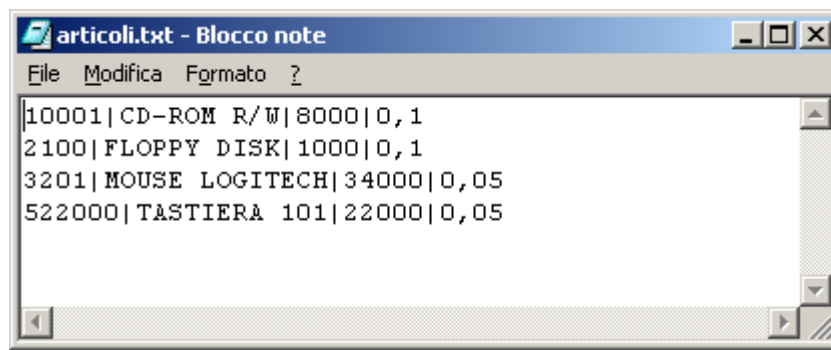 articoli.txt - Blocco note
File Modifica Formato ?
10001|CD-ROM R/W|8000|0,1
2100|FLOPPY DISK|1000|0,1
3201|MOUSE LOGITECH|34000|0,05
522000|TASTIERA 101|22000|0,05